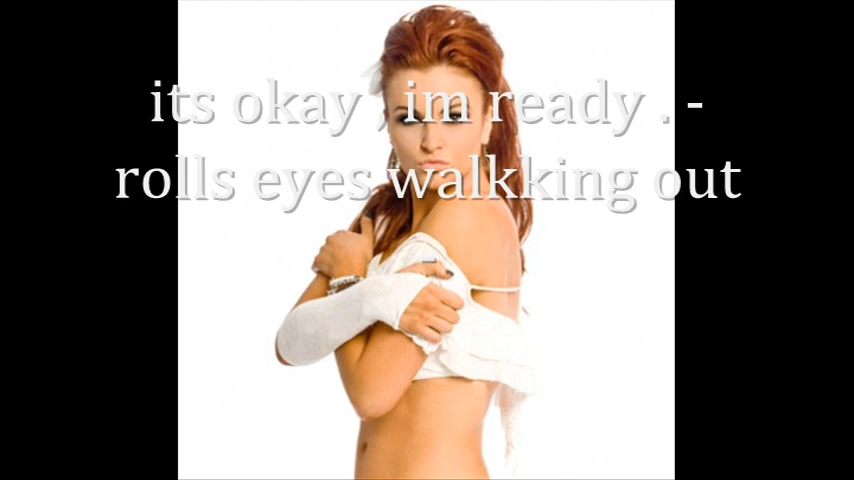 its okay , im ready . -
rolls eyes walkking out